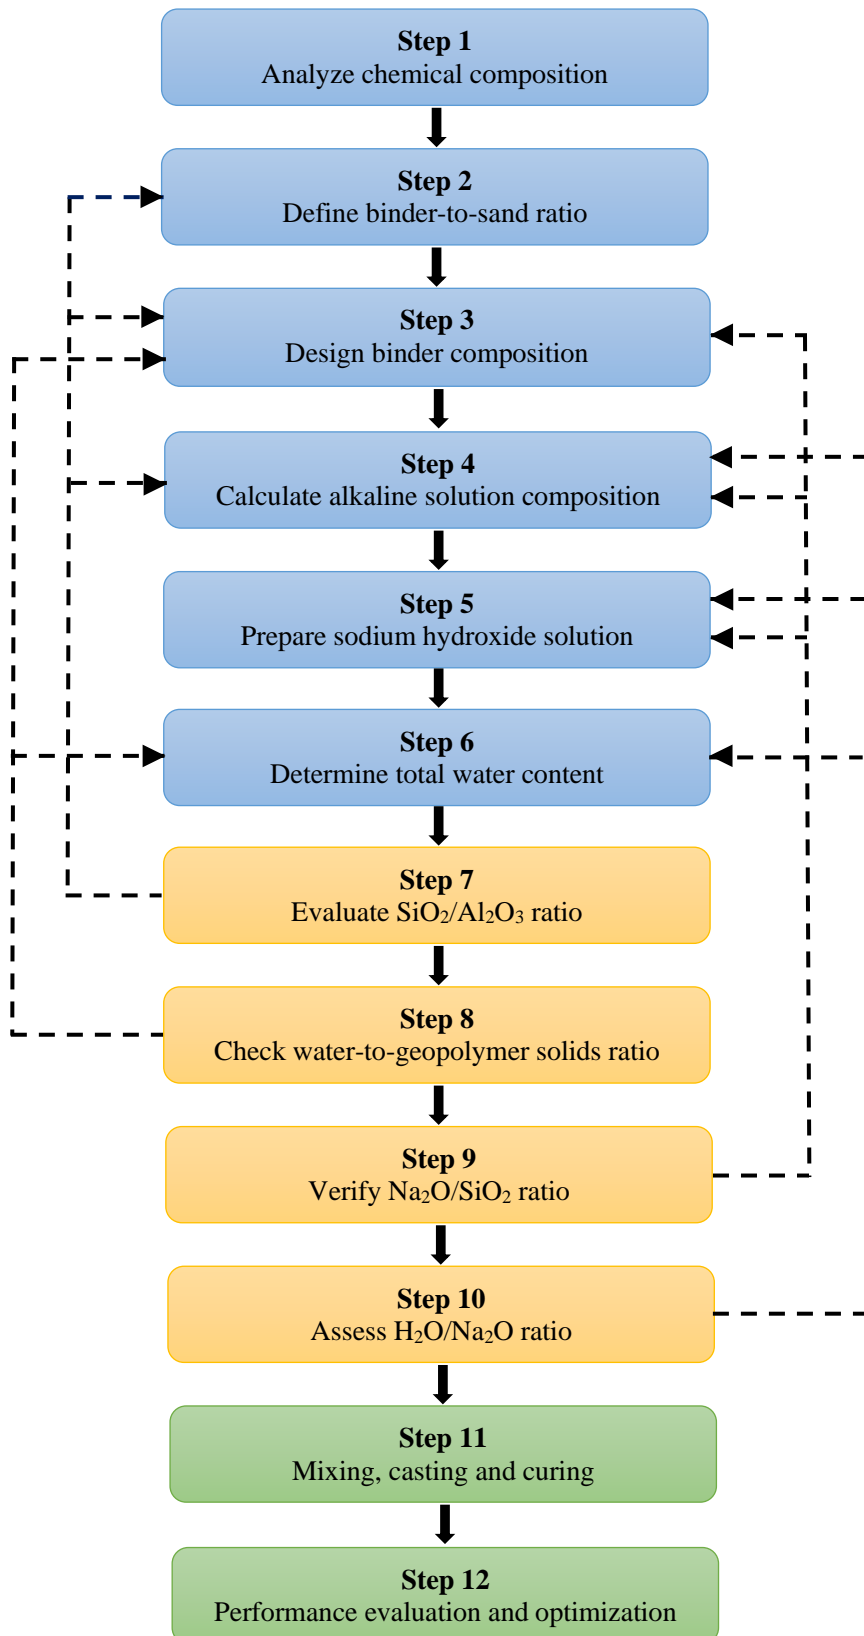 Step 1
Analyze chemical composition
Step 2
Define binder-to-sand ratio
Step 3
Design binder composition
Step 4
Calculate alkaline solution composition
Step 5
Prepare sodium hydroxide solution
Step 6
Determine total water content
Step 7
Evaluate SiO₂/Al₂O₃ ratio
Step 8
Check water-to-geopolymer solids ratio
Step 9
Verify Na₂O/SiO₂ ratio
Step 10
Assess H₂O/Na₂O ratio
Step 11
Mixing, casting and curing
Step 12
Performance evaluation and optimization